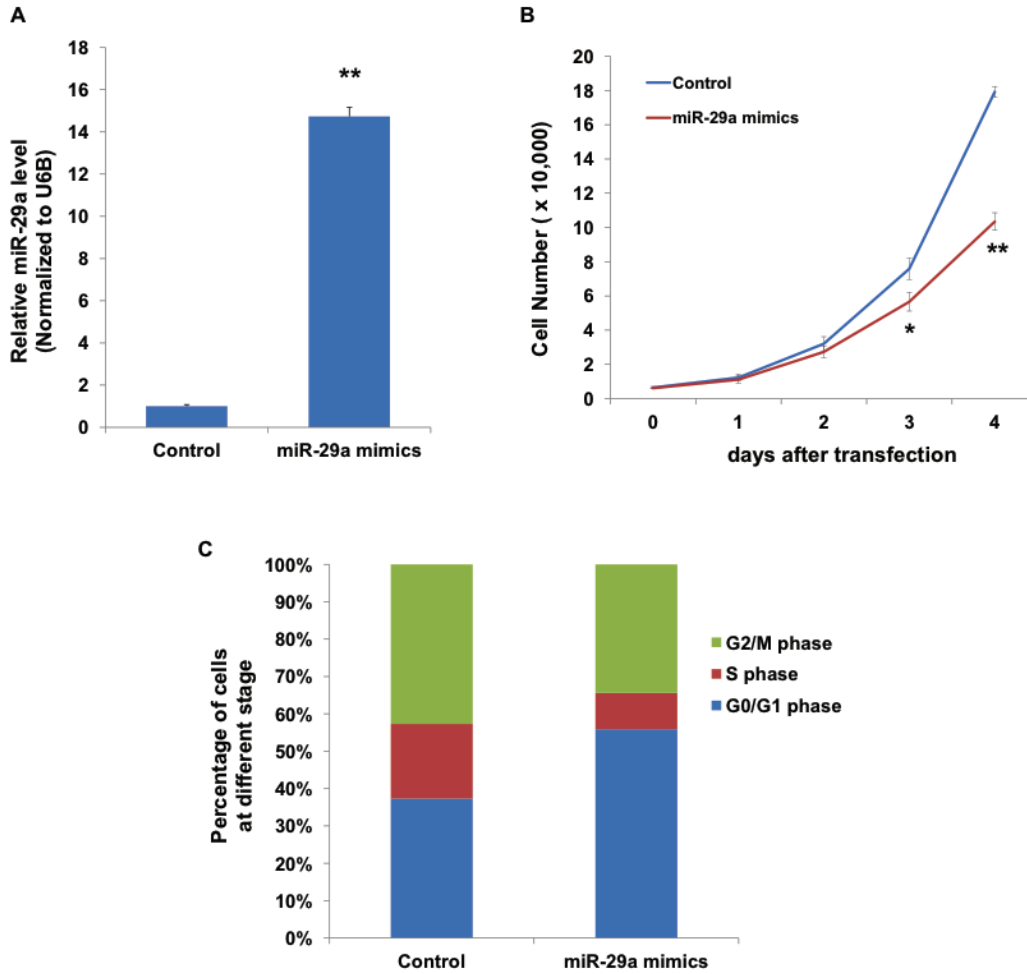 A
18
16
14
12
10
8
6
4
2
0
Relative miR-29a level
(Normalized to U6B)
**
Control
miR-29a mimics
B
20
18
16
14
12
10
8
6
4
2
0
Cell Number ( x 10,000)
Control
miR-29a mimics
*
**
0 1 2 3 4
days after transfection
C
100%
90%
80%
70%
60%
50%
40%
30%
20%
10%
0%
Percentage of cells
at different stage
G2/M phase
S phase
G0/G1 phase
Control
miR-29a mimics